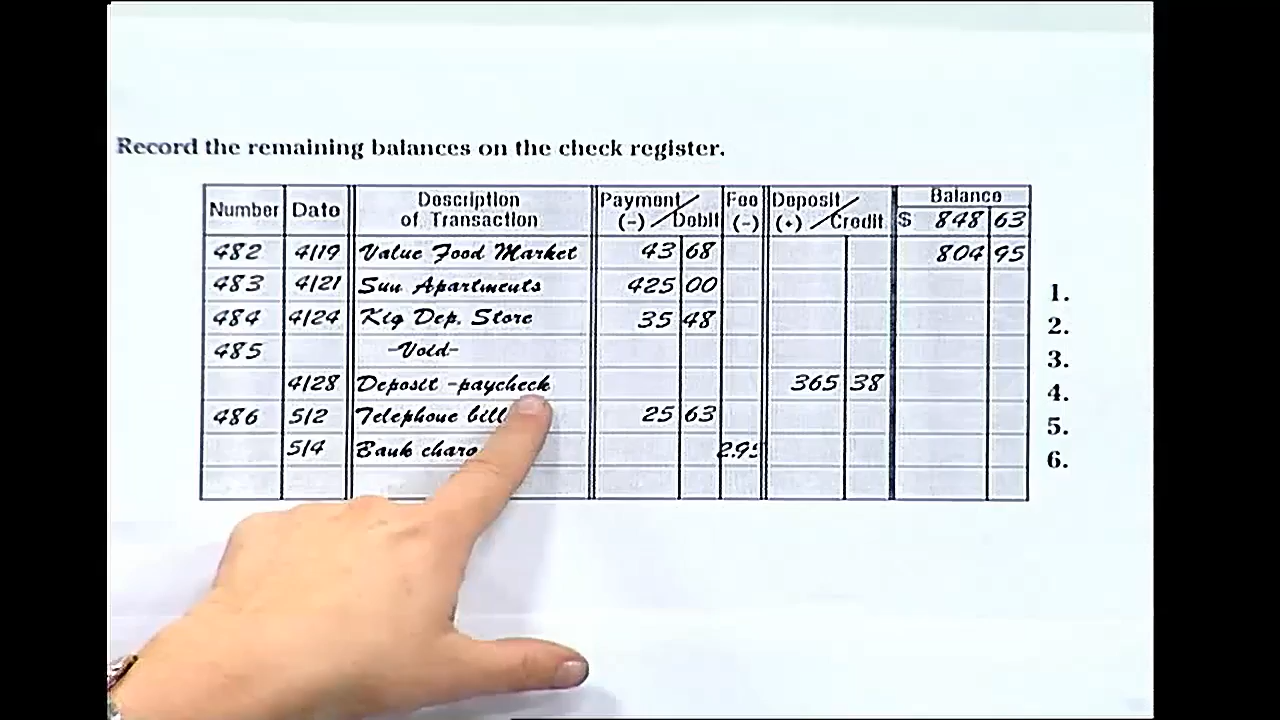 Record the remaining balances on the check register.
Number Date Description of Transaction Payment/Debit (-) Fee (-) Deposit/Credit (+) Balance
$ 848 63
482 4/19 Value Food Market 43 68 804 95
483 4/21 Sun Apartments 425 00 1.
484 4/24 Kig Dep. Store 35 48 2.
485 -Void- 3.
4/28 Deposit -paycheck 365 38 4.
486 5/2 Telephone bill 25 63 5.
5/4 Bank 2.95 6.